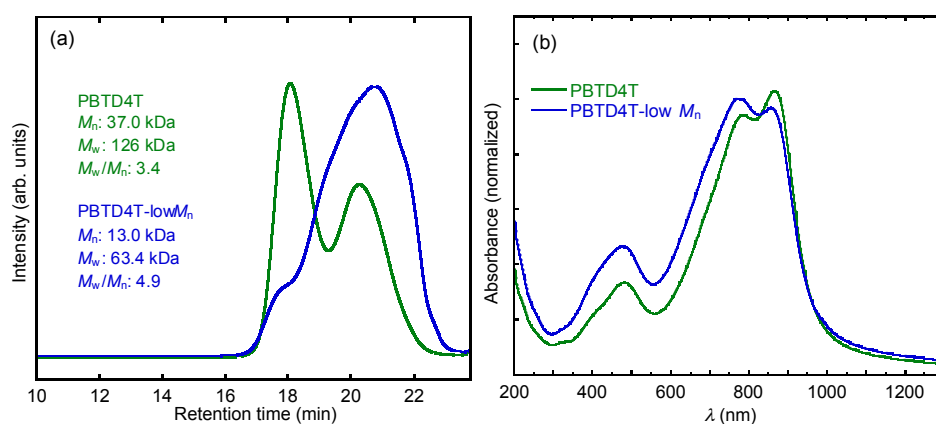 (a)
PBTD4T
Mn: 37.0 kDa
Mw: 126 kDa
Mw/Mn: 3.4
PBTD4T-lowMn
Mn: 13.0 kDa
Mw: 63.4 kDa
Mw/Mn: 4.9
Intensity (arb. units)
10 12 14 16 18 20 22
Retention time (min)
(b)
PBTD4T
PBTD4T-low Mn
Absorbance (normalized)
200 400 600 800 1000 1200
λ (nm)